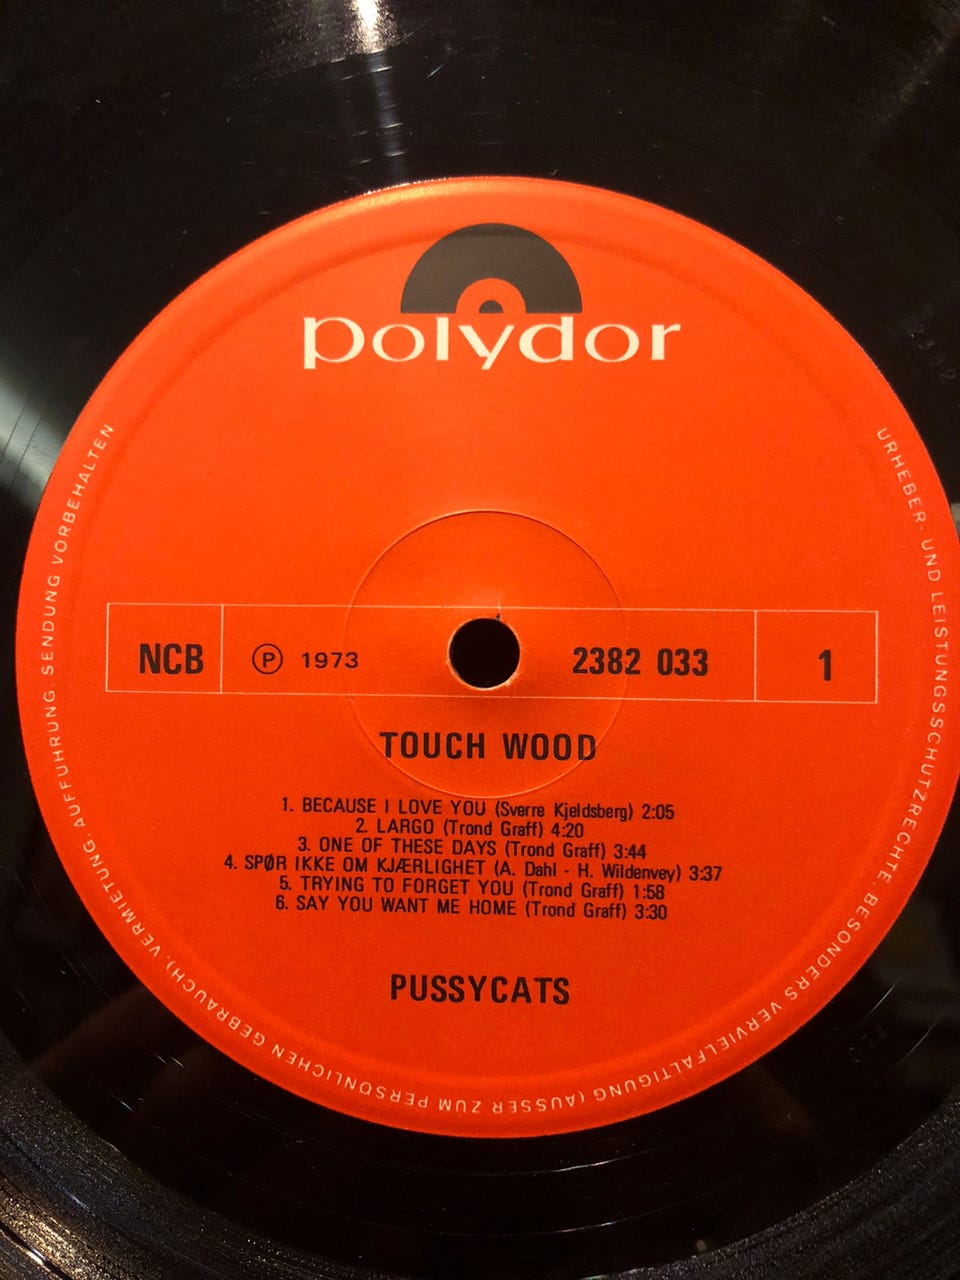 polydor
NCB
Ⓟ 1973
2382 033
1
TOUCH WOOD
1. BECAUSE I LOVE YOU (Sverre Kjeldsberg) 2:05
2. LARGO (Trond Graff) 4:20
3. ONE OF THESE DAYS (Trond Graff) 3:44
4. SPØR IKKE OM KJÆRLIGHET (A. Dahl - H. Wildenvey) 3:37
5. TRYING TO FORGET YOU (Trond Graff) 1:58
6. SAY YOU WANT ME HOME (Trond Graff) 3:30
PUSSYCATS
URHEBER- UND LEISTUNGSSCHUTZRECHTE, BESONDERS VERVIELFÄLTIGUNG (AUSSER ZUM PERSÖNLICHEN GEBRAUCH), VERMIETUNG, AUFFÜHRUNG, SENDUNG VORBEHALTEN